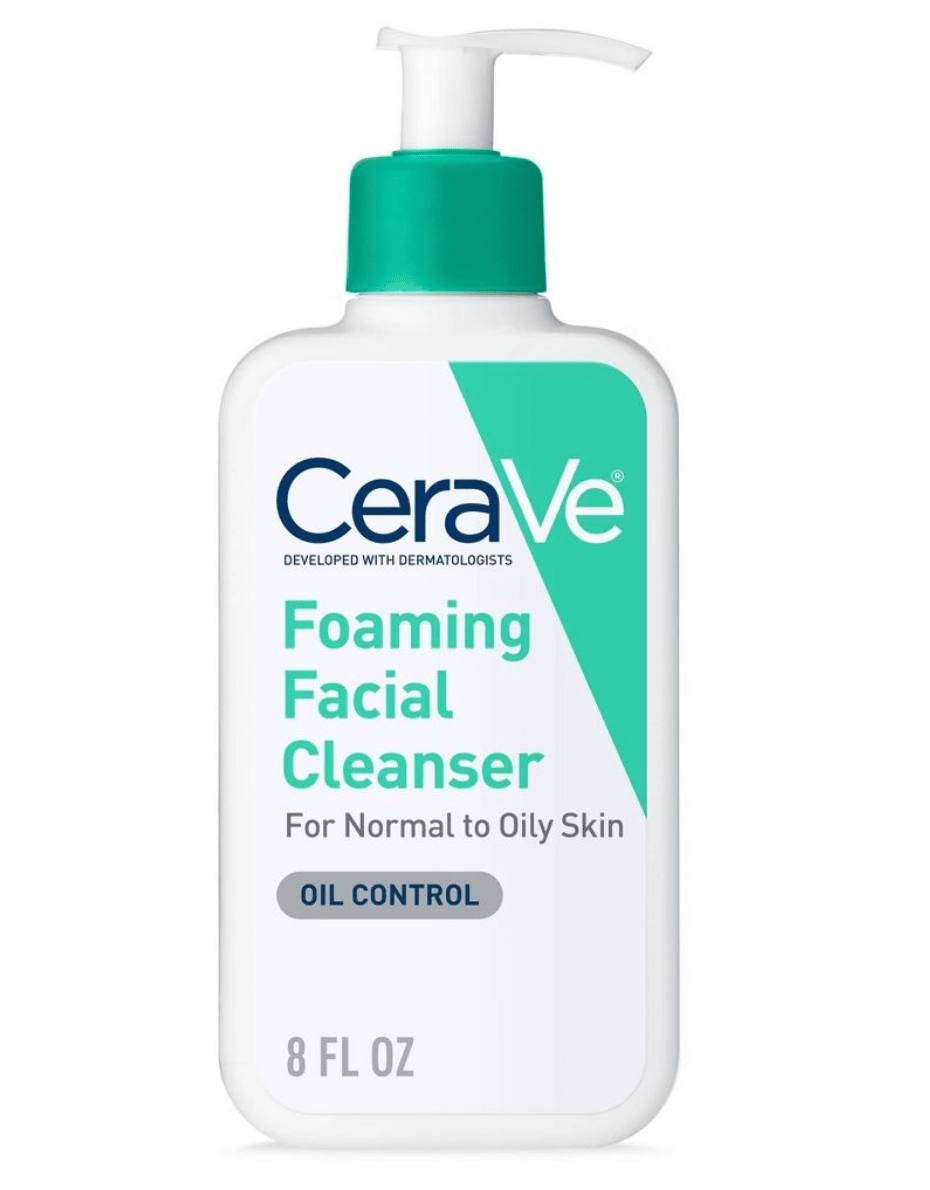 CeraVe®
DEVELOPED WITH DERMATOLOGISTS
Foaming
Facial
Cleanser
For Normal to Oily Skin
OIL CONTROL
8 FL OZ